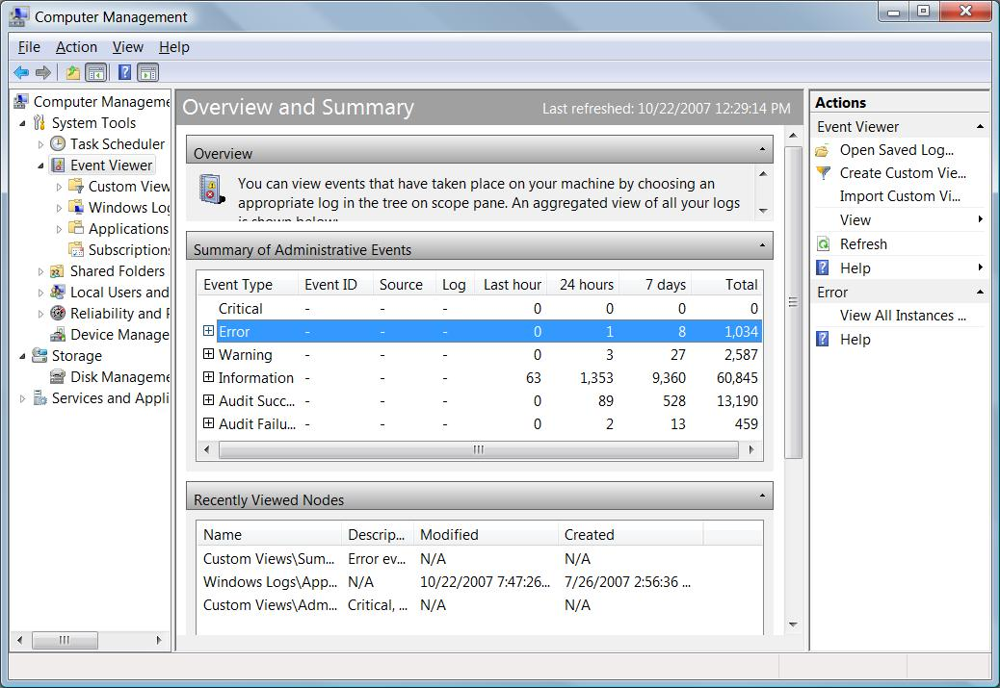 Computer Management
File Action View Help
Computer Manageme
System Tools
Task Scheduler
Event Viewer
Custom View
Windows Log
Applications
Subscriptions
Shared Folders
Local Users and
Reliability and P
Device Manage
Storage
Disk Manageme
Services and Appli
Overview and Summary Last refreshed: 10/22/2007 12:29:14 PM
Overview
You can view events that have taken place on your machine by choosing an
appropriate log in the tree on scope pane. An aggregated view of all your logs
is shown below:
Summary of Administrative Events
Event Type Event ID Source Log Last hour 24 hours 7 days Total
Critical - - - 0 0 0 0
Error - - - 0 1 8 1,034
Warning - - - 0 3 27 2,587
Information - - - 63 1,353 9,360 60,845
Audit Succ... - - - 0 89 528 13,190
Audit Failu... - - - 0 2 13 459
Recently Viewed Nodes
Name Descrip... Modified Created
Custom Views\Sum... Error ev... N/A N/A
Windows Logs\App... N/A 10/22/2007 7:47:26... 7/26/2007 2:56:36 ...
Custom Views\Adm... Critical, ... N/A N/A
Actions
Event Viewer
Open Saved Log...
Create Custom Vie...
Import Custom Vi...
View
Refresh
Help
Error
View All Instances ...
Help